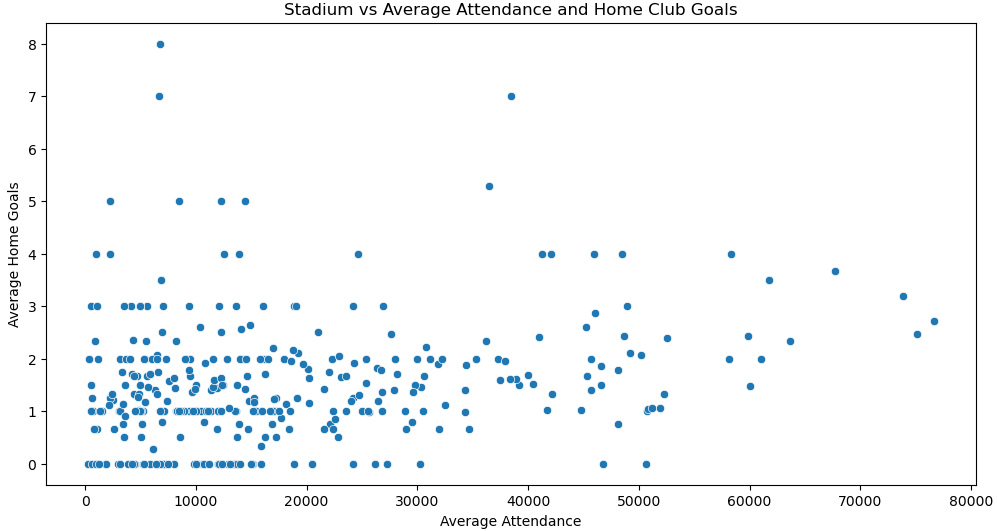 Stadium vs Average Attendance and Home Club Goals
8
7
6
5
4
3
2
1
0
Average Home Goals
0 10000 20000 30000 40000 50000 60000 70000 80000
Average Attendance